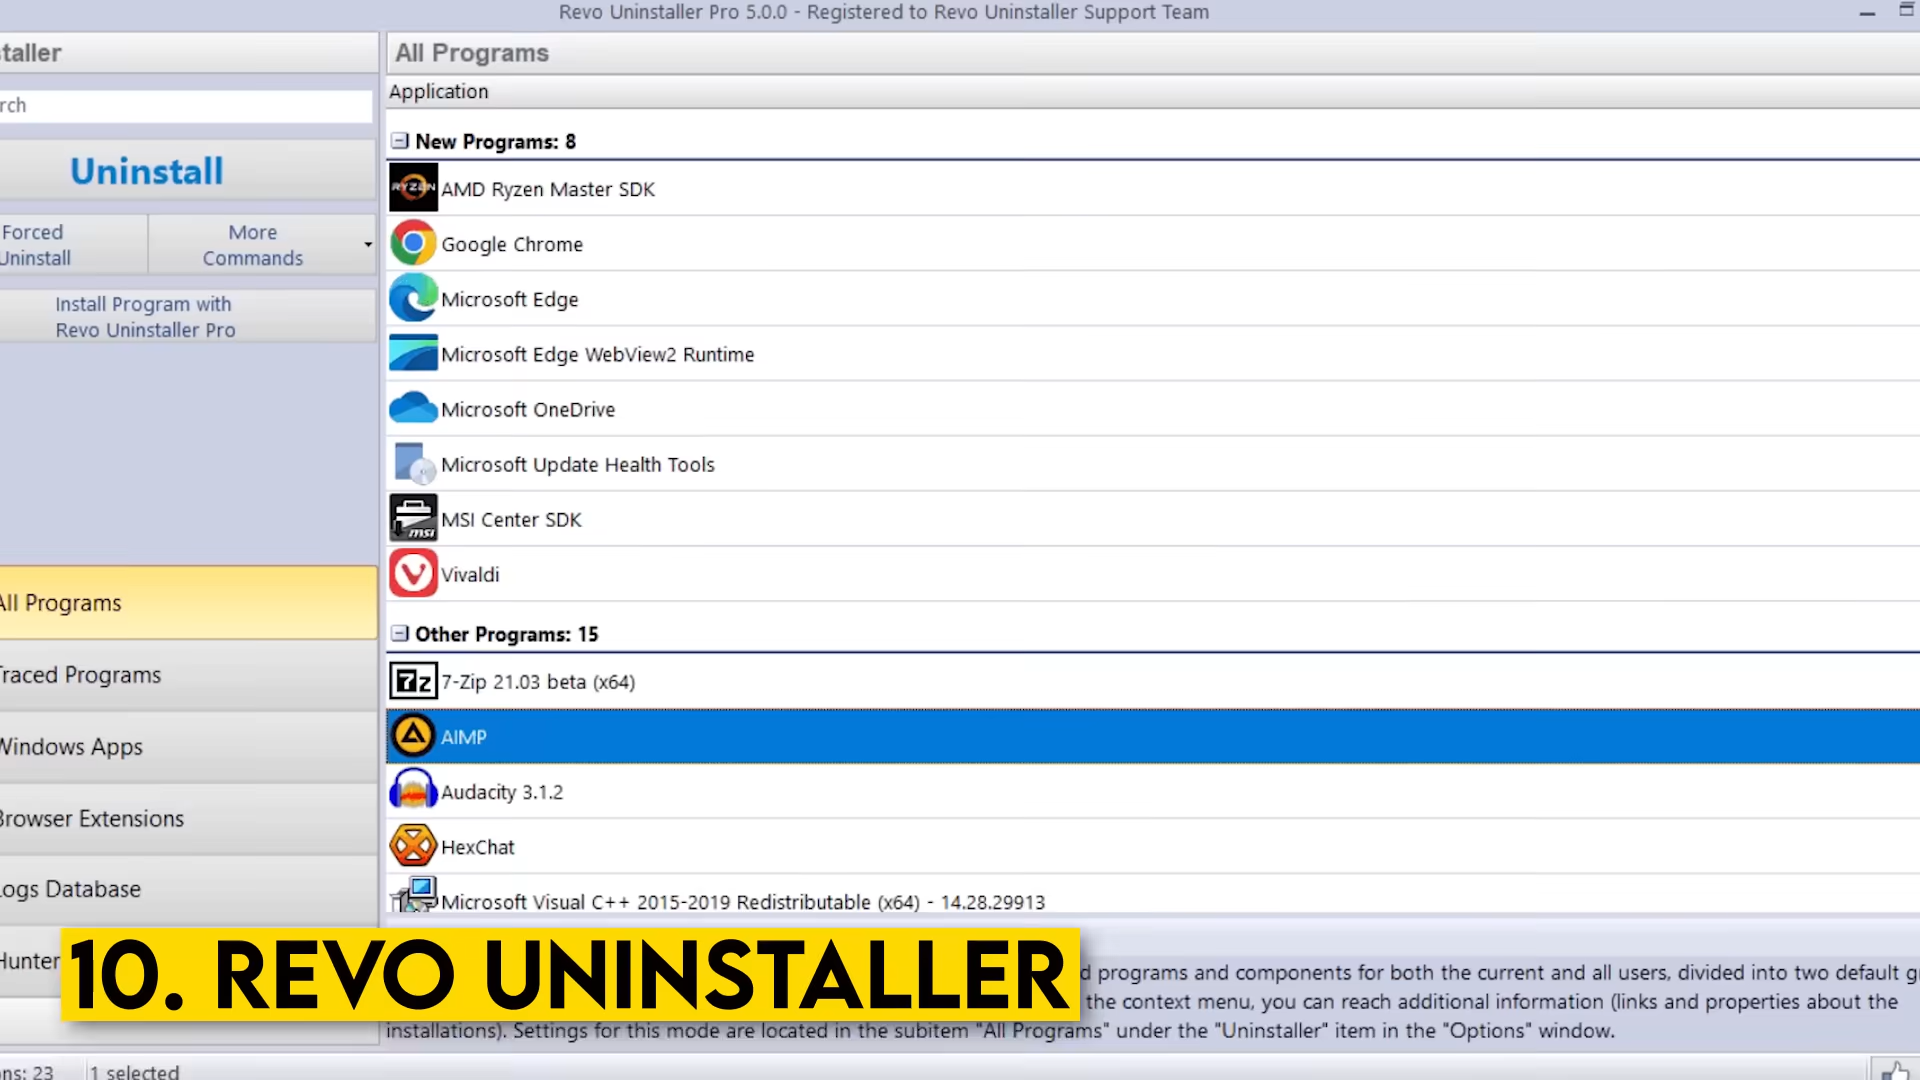 Revo Uninstaller Pro 5.0.0 - Registered to Revo Uninstaller Support Team
taller
rch
Uninstall
Forced
Uninstall
More
Commands
Install Program with
Revo Uninstaller Pro
All Programs
Traced Programs
Windows Apps
Browser Extensions
Logs Database
Hunter
All Programs
Application
New Programs: 8
RYZEN
AMD Ryzen Master SDK
Google Chrome
Microsoft Edge
Microsoft Edge WebView2 Runtime
Microsoft OneDrive
Microsoft Update Health Tools
msi
MSI Center SDK
Vivaldi
Other Programs: 15
7z
7-Zip 21.03 beta (x64)
AIMP
Audacity 3.1.2
HexChat
Microsoft Visual C++ 2015-2019 Redistributable (x64) - 14.28.29913
10. REVO UNINSTALLER
d programs and components for both the current and all users, divided into two default g
the context menu, you can reach additional information (links and properties about the
installations). Settings for this mode are located in the subitem "All Programs" under the "Uninstaller" item in the "Options" window.
ns: 23
1 selected